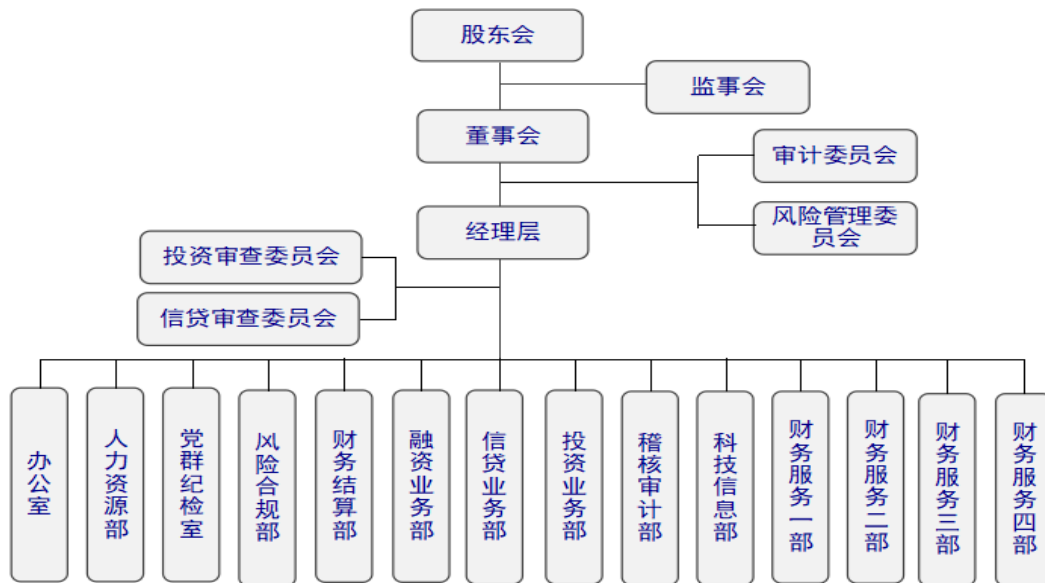 股东会
监事会
董事会
审计委员会
经理层
风险管理委
员会
投资审查委员会
信贷审查委员会
办公室
人力资源部
党群纪检室
风险合规部
财务结算部
融资业务部
信贷业务部
投资业务部
稽核审计部
科技信息部
财务服务一部
财务服务二部
财务服务三部
财务服务四部